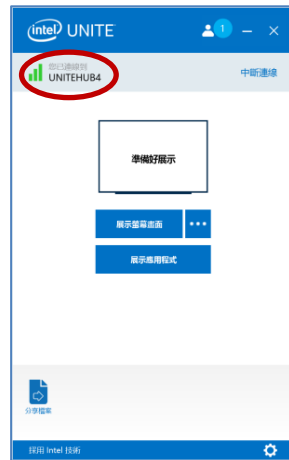 intel UNITE
1
您已連線到
UNITEHUB4
中斷連線
準備好展示
展示螢幕畫面
展示應用程式
分享檔案
採用 Intel 技術